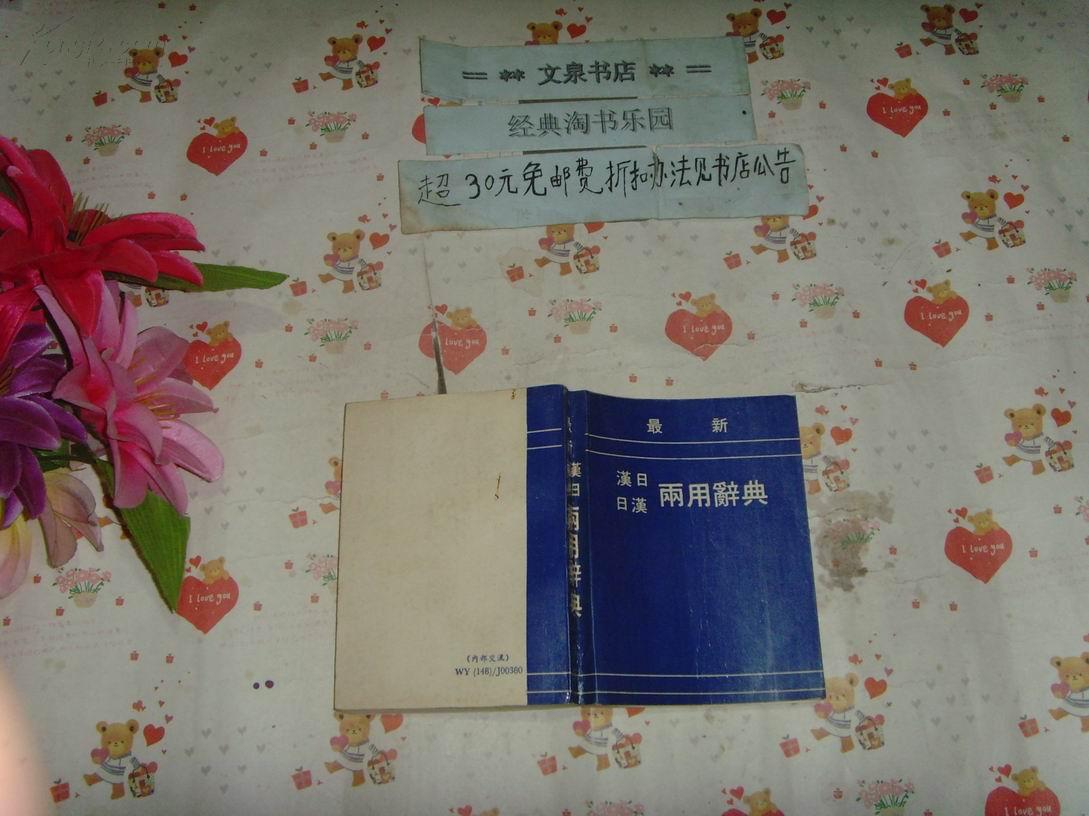 == ** 文泉书店 ** ==
经典淘书乐园
超30元免邮费,折扣办法见书店公告
最 新
漢日
日漢
兩用辭典
最新 漢日 兩用辭典
(内部交流)
WY (146)/J00360
I love you
I love you
I love you
I love you
I love you
I love you
I love you
I love you